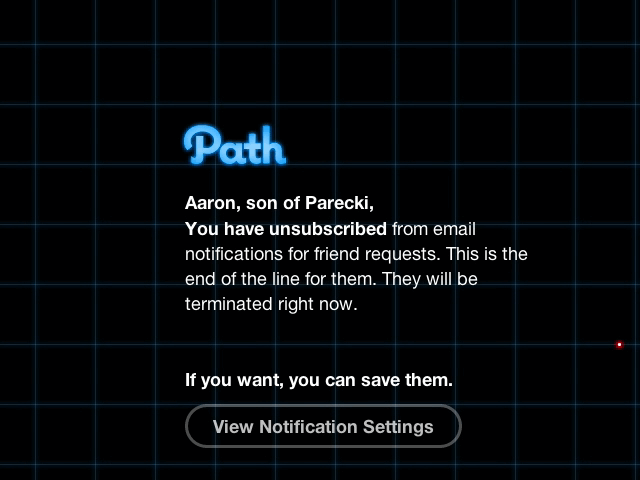 Path
Aaron, son of Parecki,
You have unsubscribed from email
notifications for friend requests. This is the
end of the line for them. They will be
terminated right now.
If you want, you can save them.
View Notification Settings